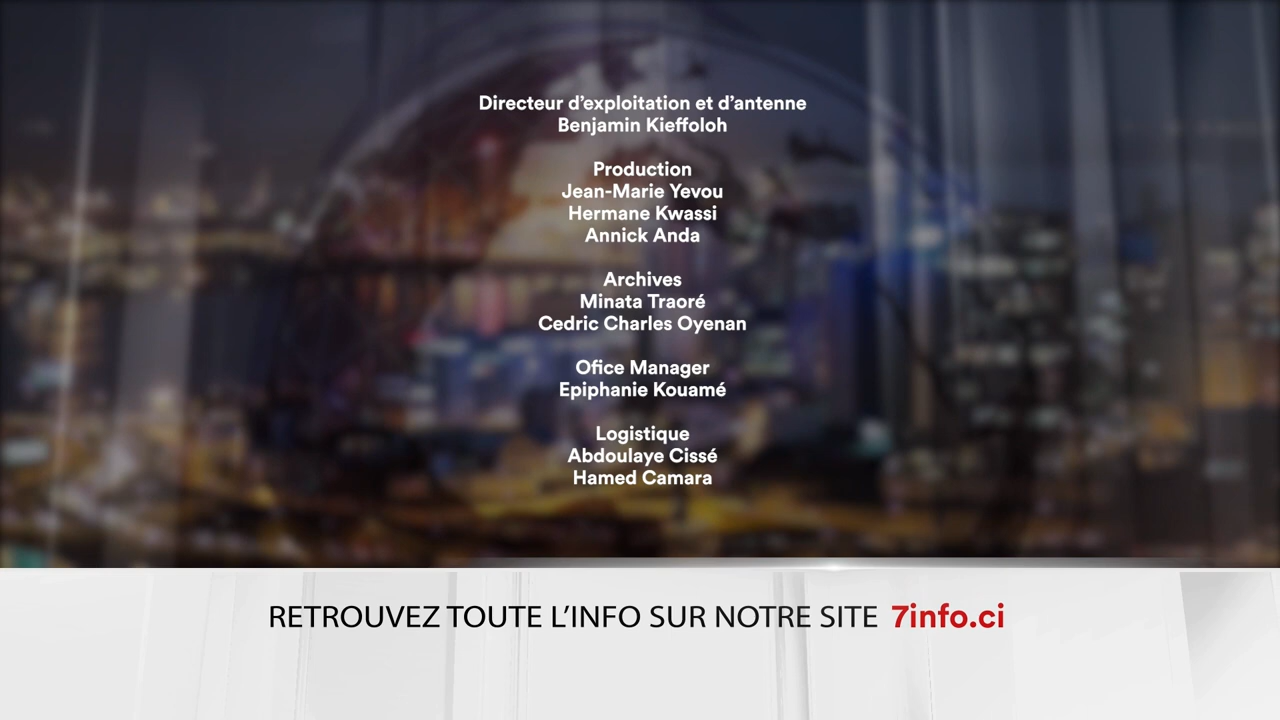 Directeur d’exploitation et d’antenne
Benjamin Kieffoloh
Production
Jean-Marie Yevou
Hermane Kwassi
Annick Anda
Archives
Minata Traoré
Cedric Charles Oyenan
Ofice Manager
Epiphanie Kouamé
Logistique
Abdoulaye Cissé
Hamed Camara
RETROUVEZ TOUTE L’INFO SUR NOTRE SITE 7info.ci